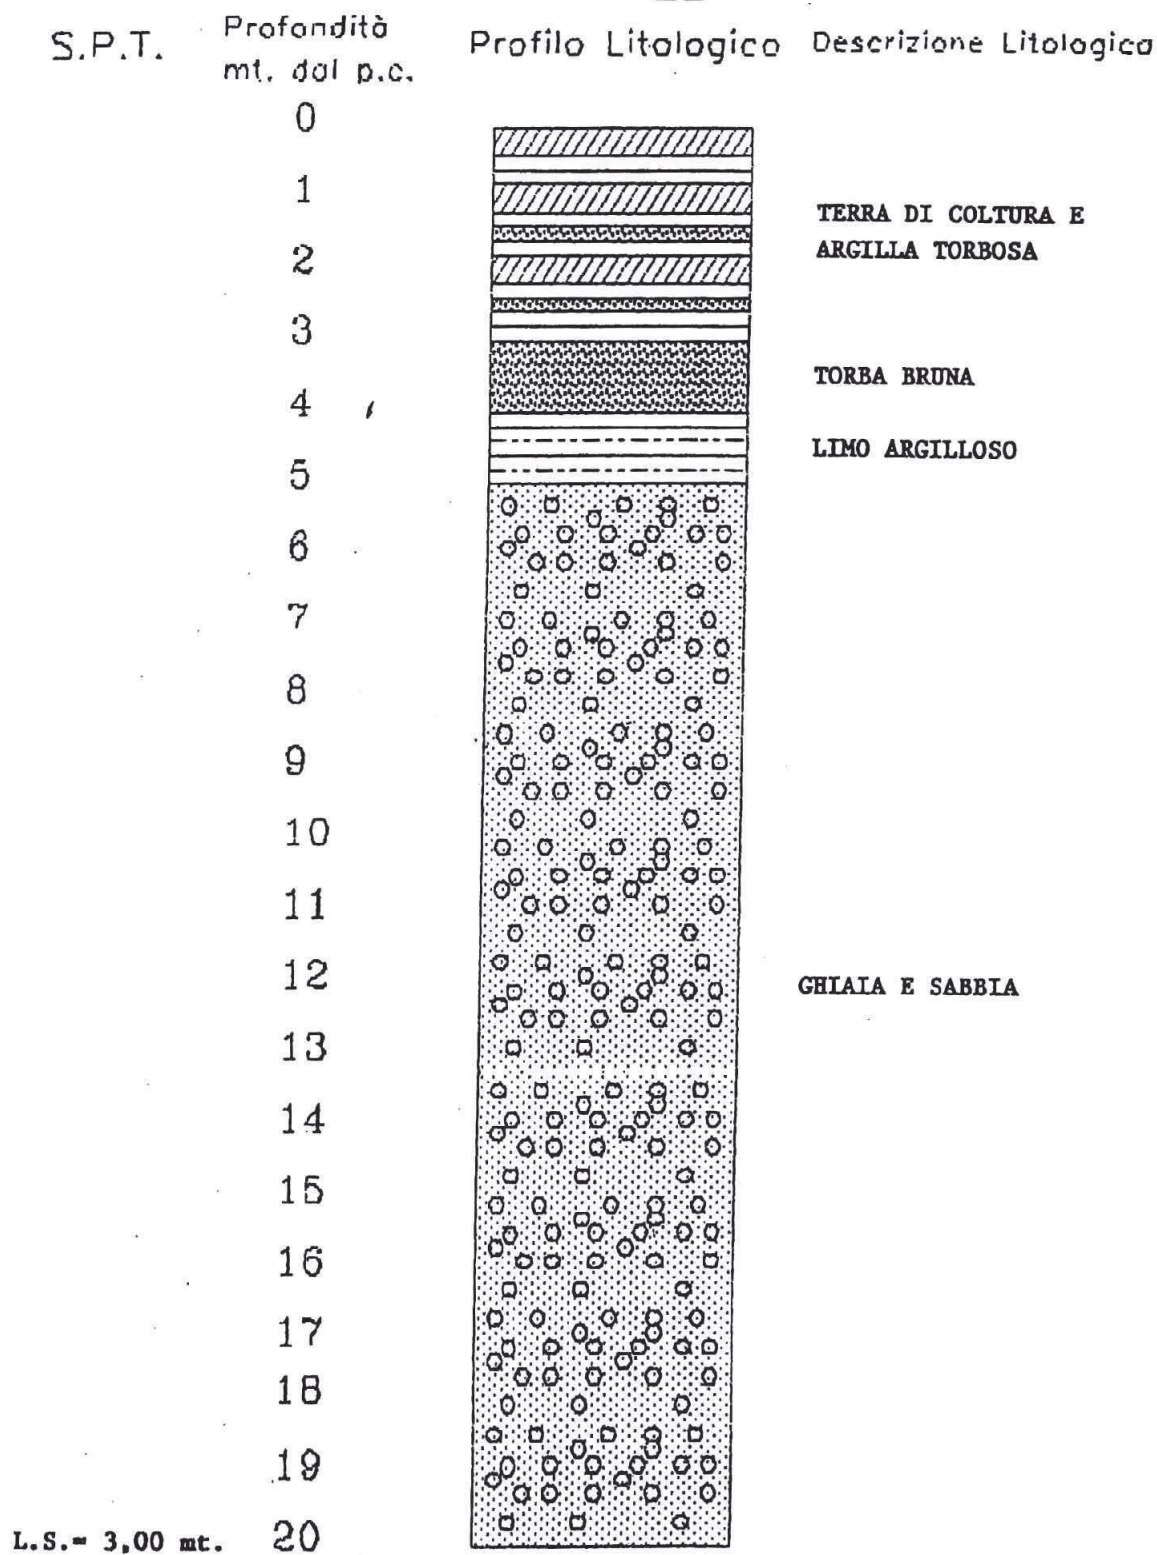 S.P.T.
Profondità
mt. dal p.c.
Profilo Litologico
Descrizione Litologica
0
1
TERRA DI COLTURA E
ARGILLA TORBOSA
2
3
TORBA BRUNA
4
LIMO ARGILLOSO
5
6
7
8
9
10
11
12
GHIAIA E SABBIA
13
14
15
16
17
18
19
L.S.= 3,00 mt.
20